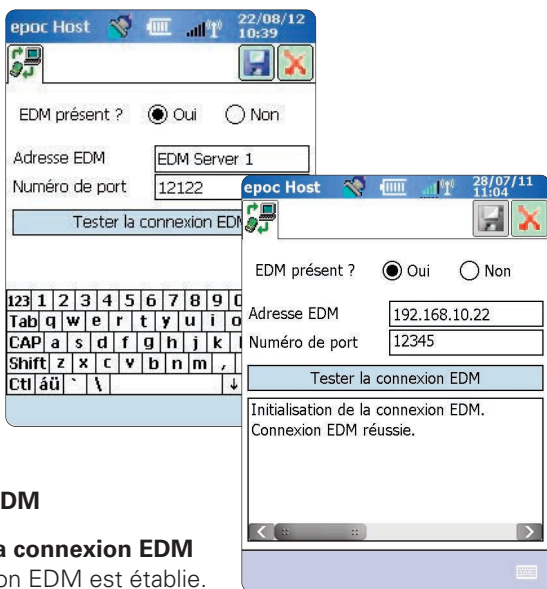 epoc Host
22/08/12
10:39
EDM présent ? Oui Non
Adresse EDM EDM Server 1
Numéro de port 12122
Tester la connexion
123 1 2 3 4 5 6 7 8 9
Tab q w e r t y u i o
CAP a s d f g h j k
Shift z x c v b n m ,
Ctl áü ` \ ↓
epoc Host
28/07/11
11:04
EDM présent ? Oui Non
Adresse EDM 192.168.10.22
Numéro de port 12345
Tester la connexion EDM
Initialisation de la connexion EDM.
Connexion EDM réussie.
connexion EDM
EDM est établie.